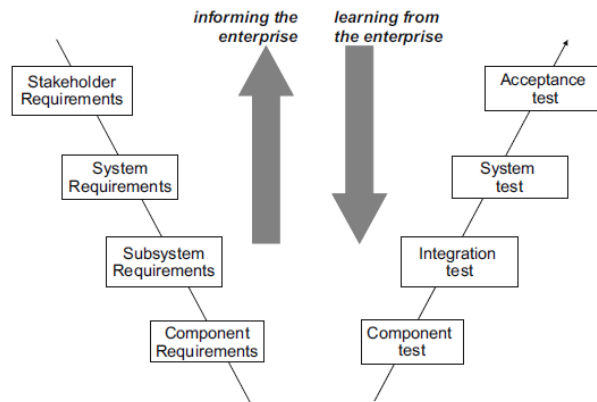 informing the
enterprise
learning from
the enterprise
Stakeholder
Requirements
Acceptance
test
System
Requirements
System
test
Subsystem
Requirements
Integration
test
Component
Requirements
Component
test